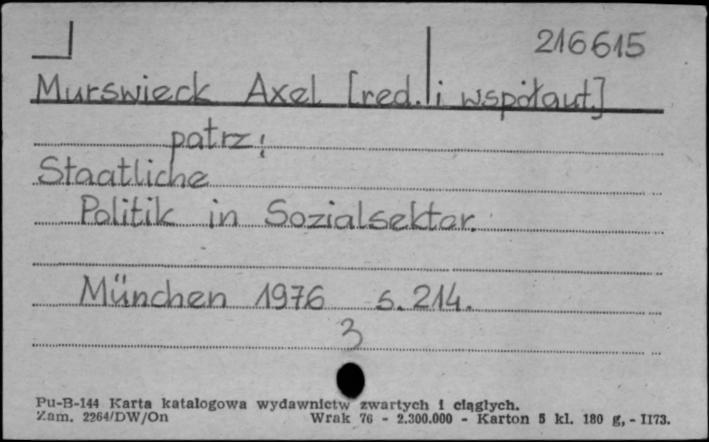 216615
Murswieck Axel [red. i współaut.]
patrz:
Staatliche
Politik in Sozialsektor.
München 1976 s. 214.
3
Pu-B-144 Karta katalogowa wydawnictw zwartych i ciągłych.
Zam. 2264/DW/On Wrak 76 - 2.300.000 - Karton 5 kl. 180 g, - II73.